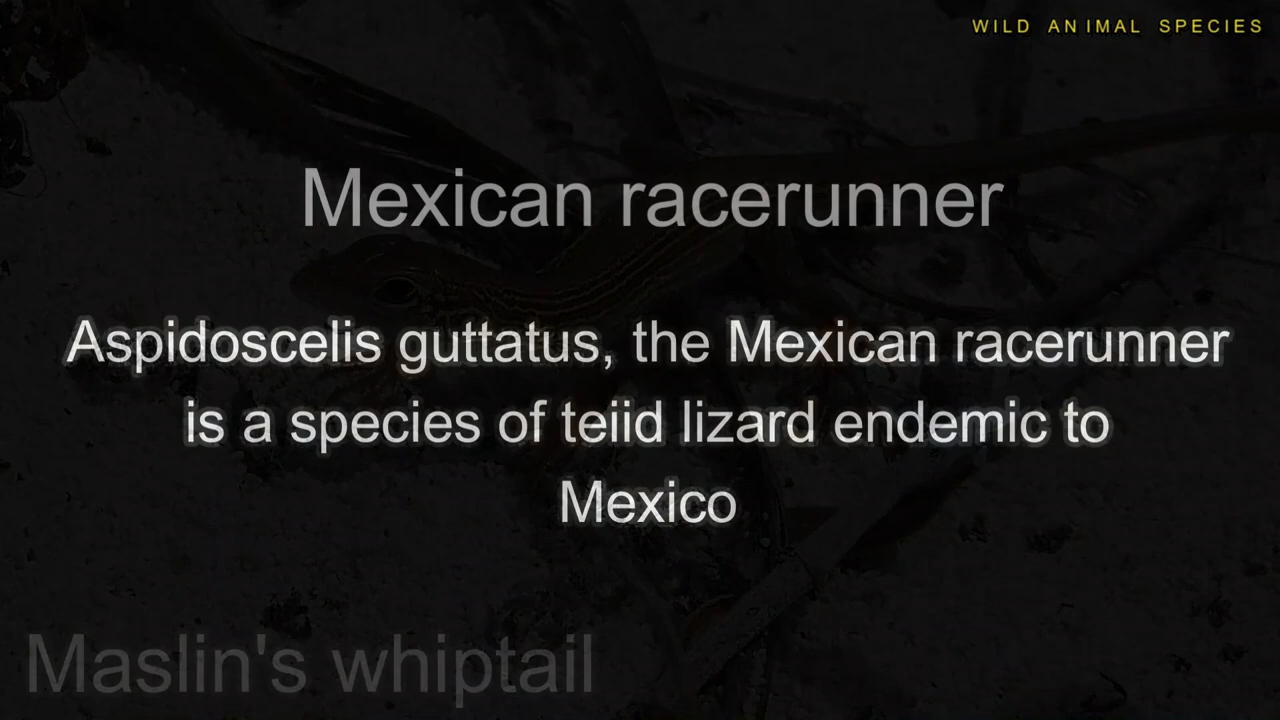 WILD ANIMAL SPECIES
Mexican racerunner
Aspidoscelis guttatus, the Mexican racerunner
is a species of teiid lizard endemic to
Mexico
Maslin's whiptail